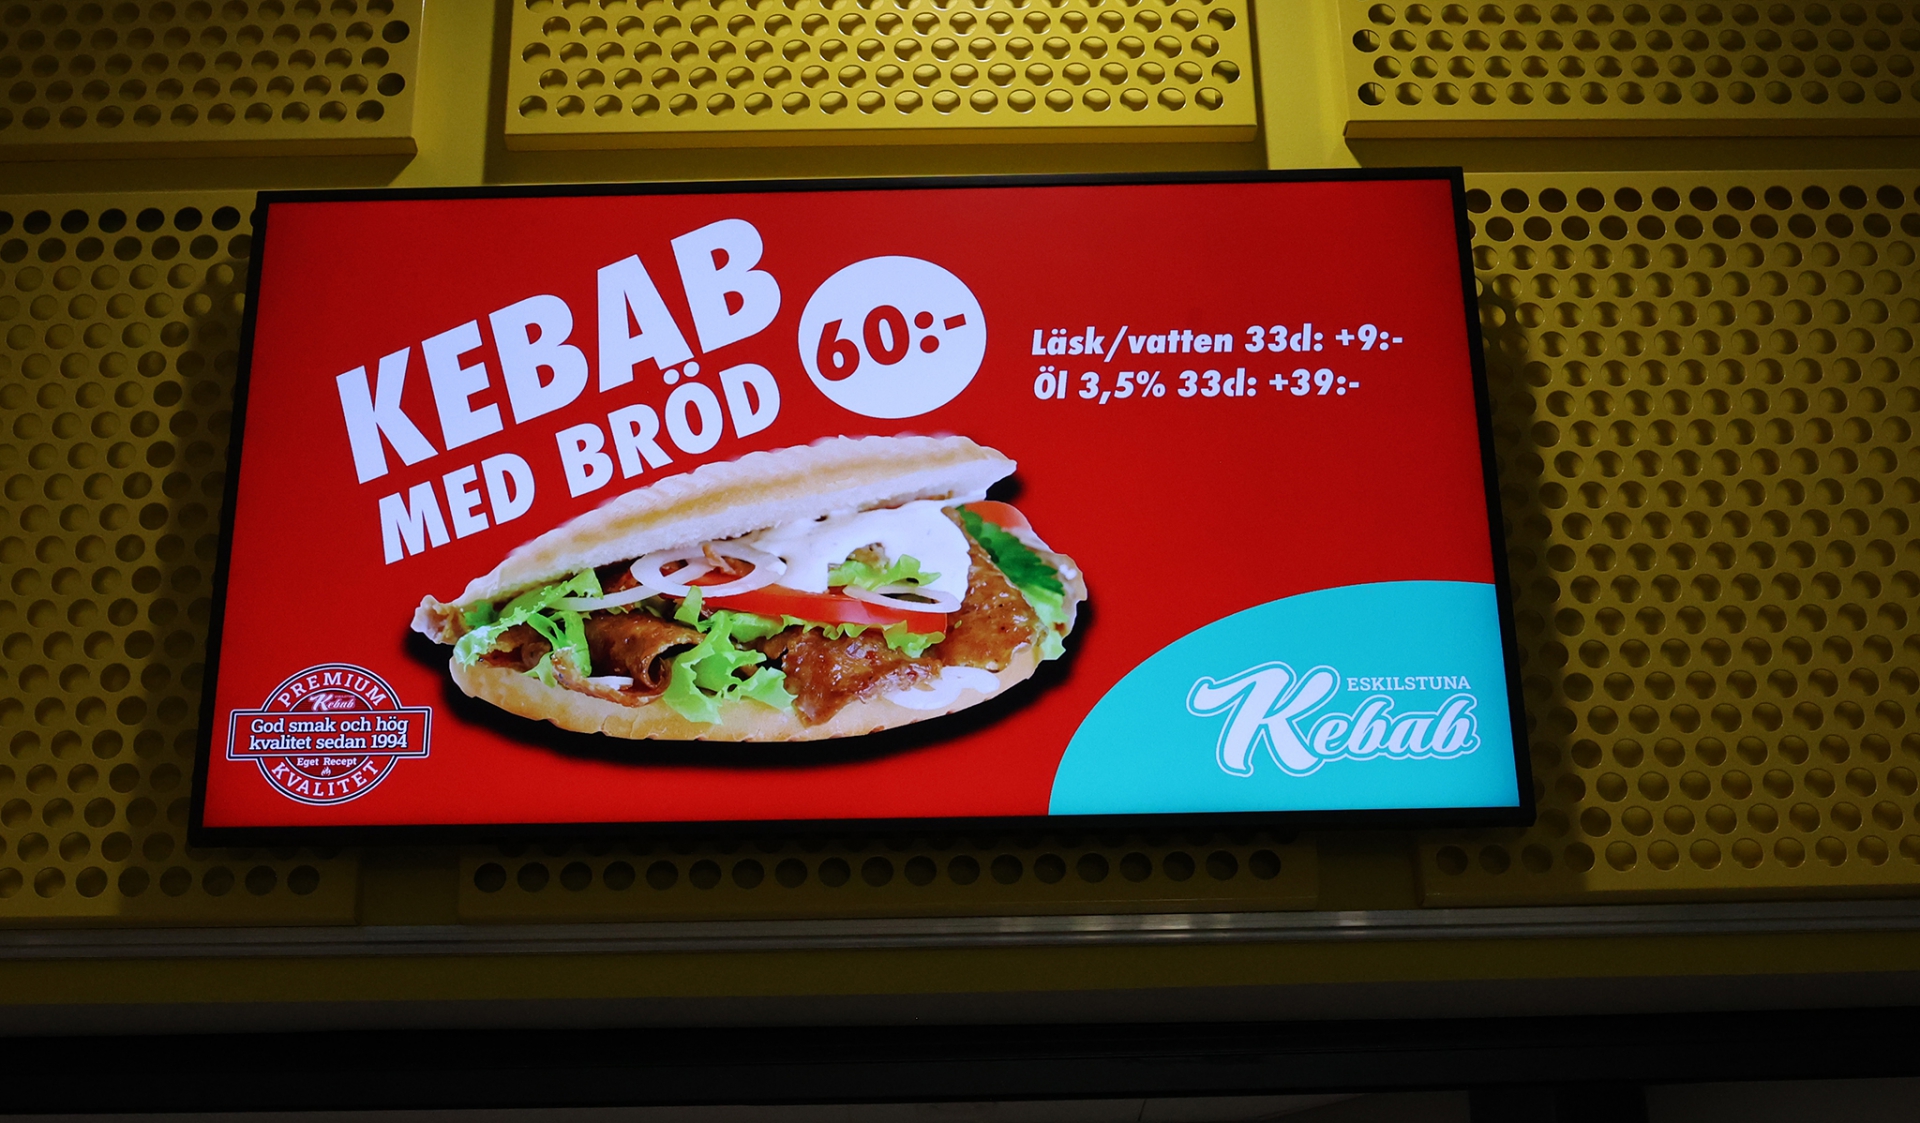 KEBAB
MED BRÖD
60:-
Läsk/vatten 33cl: +9:-
Öl 3,5% 33cl: +39:-
PREMIUM
Kebab
God smak och hög
kvalitet sedan 1994
Eget Recept
KVALITET
ESKILSTUNA
Kebab